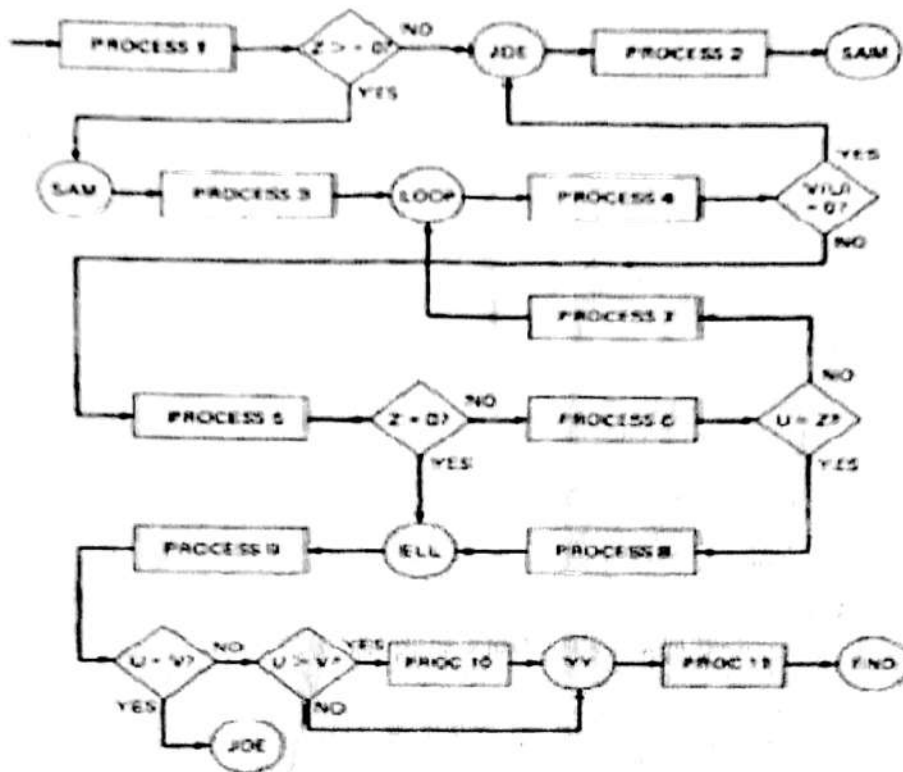 PROCESS 1
Z > = 0?
NO
JOE
PROCESS 2
SAM
YES
YES
SAM
PROCESS 3
LOOP
PROCESS 4
V(U) = 0?
NO
PROCESS 7
NO
PROCESS 5
Z = 0?
NO
PROCESS 6
U = Z?
YES
YES
PROCESS 9
ELL
PROCESS 8
U = V?
NO
U > V?
YES
PROC 10
VV
PROC 11
END
YES
NO
JOE